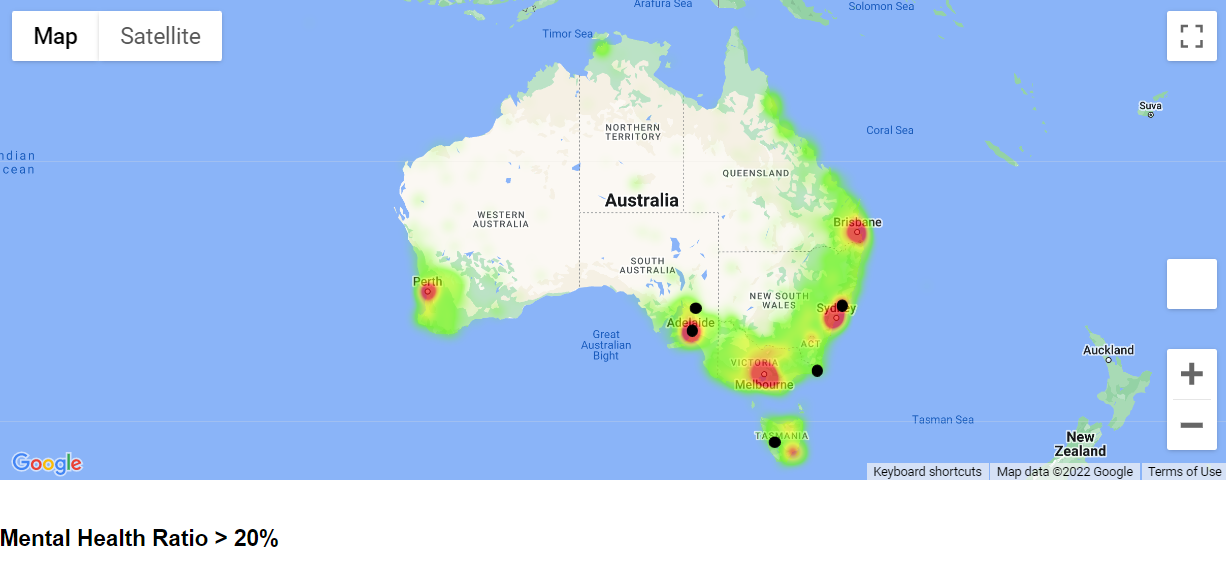 Arafura Sea
Solomon Sea
Map
Satellite
Timor Sea
Suva
Coral Sea
NORTHERN
TERRITORY
ndian
cean
QUEENSLAND
Australia
WESTERN
AUSTRALIA
Brisbane
SOUTH
AUSTRALIA
Perth
NEW SOUTH
WALES
Sydney
Adelaide
Great
Australian
Bight
ACT
Auckland
VICTORIA
Melbourne
Tasman Sea
TASMANIA
New
Zealand
Google
Keyboard shortcuts
Map data ©2022 Google
Terms of Use
Mental Health Ratio > 20%